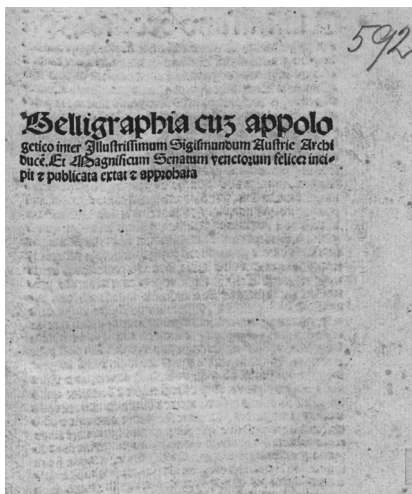 592
Belligraphia cuz appolo
getico inter Illustrissimum Sigismundum Austrie Archi
ducē. Et Magnificum Senatum venetorum felicer inci-
pit ⁊ publicata extat ⁊ approbata